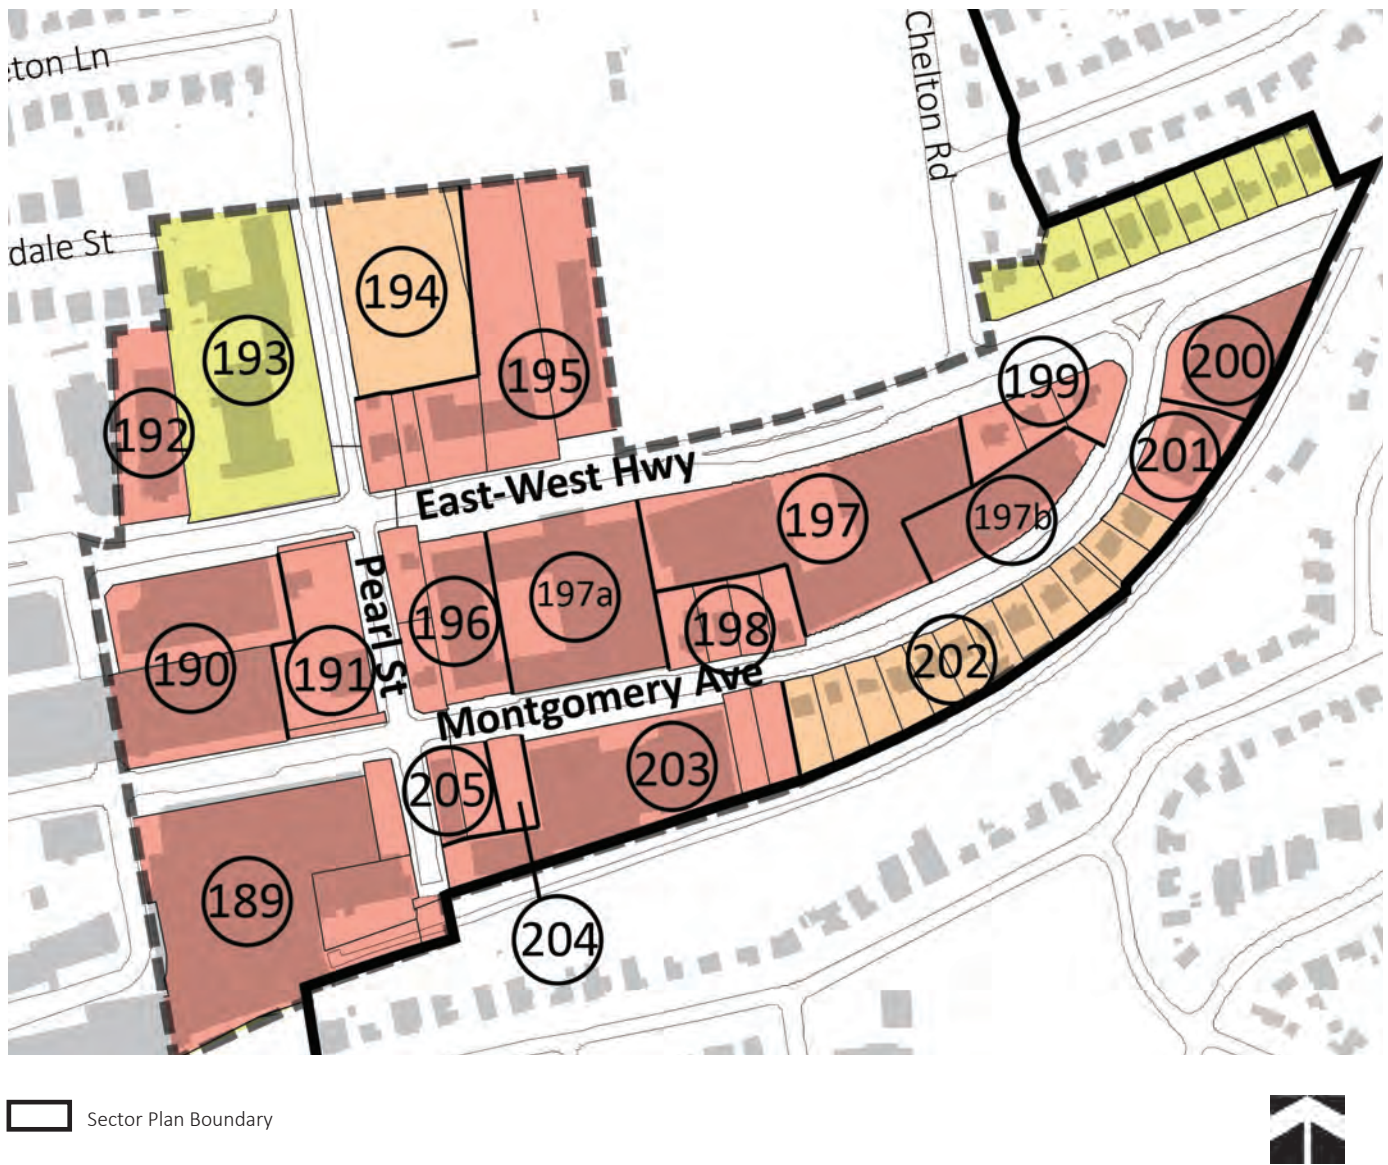 eton Ln
Chelton Rd
dale St
194
193
195
199
200
192
201
East-West Hwy
197
197b
Pearl St
197a
196
198
190
191
202
Montgomery Ave
205
203
189
204
Sector Plan Boundary